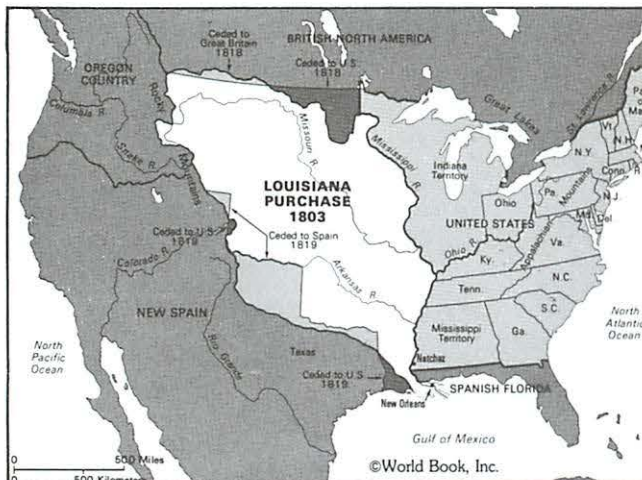 Ceded to
Great Britain
1818
BRITISH NORTH AMERICA
Ceded to U.S.
1818
OREGON
COUNTRY
Columbia R.
Snake R.
Rocky
Mountains
Missouri R.
Mississippi R.
Great Lakes
St. Lawrence R.
Vt.
N.H.
Ma
N.Y.
Conn.
R
Indiana
Territory
LOUISIANA
PURCHASE
1803
Ohio
Pa.
N.J.
Md.
Del.
UNITED STATES
Appalachian
Mountains
Ceded to U.S.
1819
Ceded to Spain
1819
Ohio R.
Ky.
Va.
Colorado R.
Arkansas R.
Tenn.
N.C.
S.C.
NEW SPAIN
Mississippi
Territory
Ga.
North
Atlantic
Ocean
North
Pacific
Ocean
Rio Grande
Texas
Natchez
Ceded to U.S.
1819
New Orleans
SPANISH FLORIDA
Gulf of Mexico
0 500 Miles
0 500 Kilometers
©World Book, Inc.